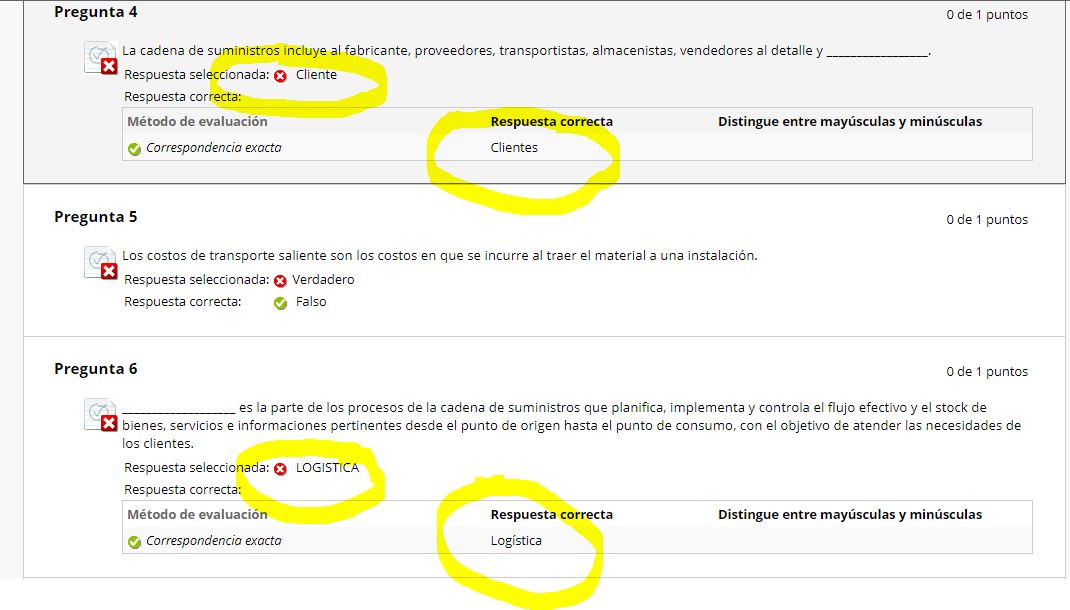 Pregunta 4
0 de 1 puntos
La cadena de suministros incluye al fabricante, proveedores, transportistas, almacenistas, vendedores al detalle y _________________.
Respuesta seleccionada: Cliente
Respuesta correcta:
Método de evaluación Respuesta correcta Distingue entre mayúsculas y minúsculas
Correspondencia exacta Clientes
Pregunta 5
0 de 1 puntos
Los costos de transporte saliente son los costos en que se incurre al traer el material a una instalación.
Respuesta seleccionada: Verdadero
Respuesta correcta: Falso
Pregunta 6
0 de 1 puntos
___________________ es la parte de los procesos de la cadena de suministros que planifica, implementa y controla el flujo efectivo y el stock de
bienes, servicios e informaciones pertinentes desde el punto de origen hasta el punto de consumo, con el objetivo de atender las necesidades de
los clientes.
Respuesta seleccionada: LOGISTICA
Respuesta correcta:
Método de evaluación Respuesta correcta Distingue entre mayúsculas y minúsculas
Correspondencia exacta Logística